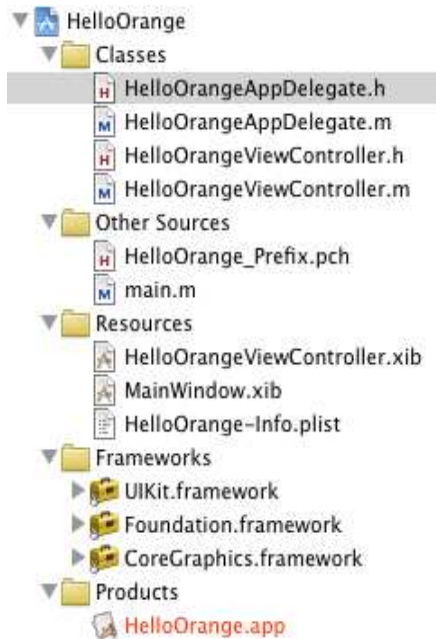 HelloOrange
Classes
HelloOrangeAppDelegate.h
HelloOrangeAppDelegate.m
HelloOrangeViewController.h
HelloOrangeViewController.m
Other Sources
HelloOrange_Prefix.pch
main.m
Resources
HelloOrangeViewController.xib
MainWindow.xib
HelloOrange-Info.plist
Frameworks
UIKit.framework
Foundation.framework
CoreGraphics.framework
Products
HelloOrange.app